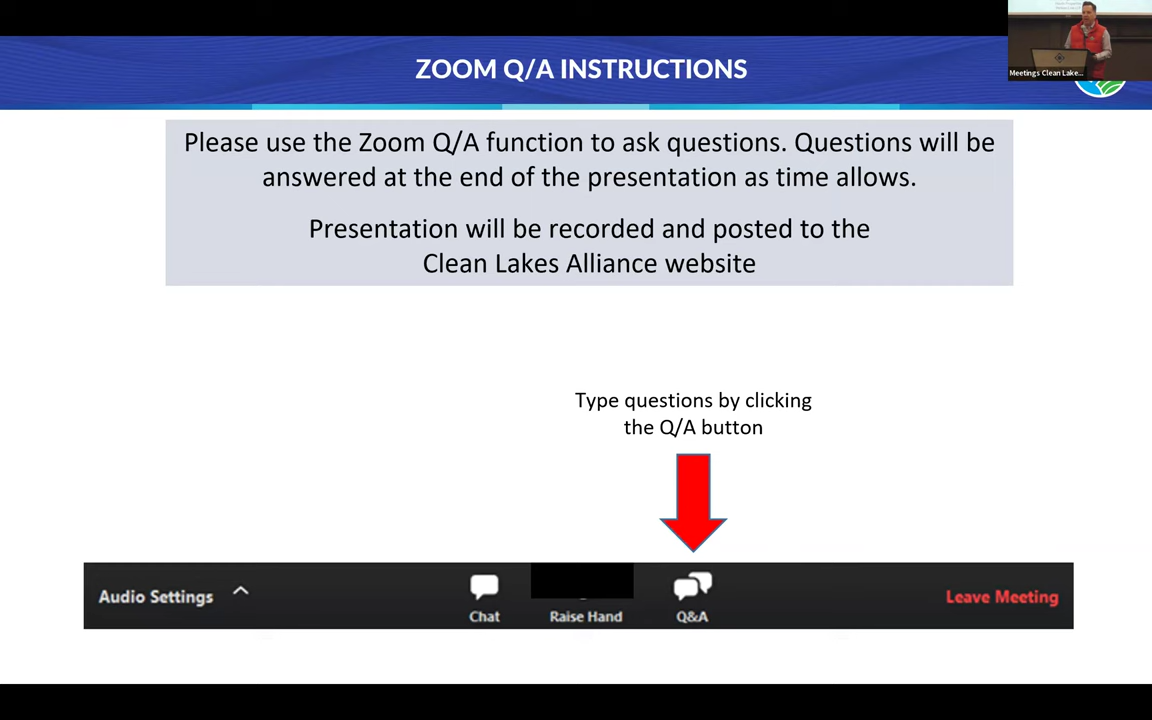 ZOOM Q/A INSTRUCTIONS
Meetings Clean Lake...
Please use the Zoom Q/A function to ask questions. Questions will be
answered at the end of the presentation as time allows.
Presentation will be recorded and posted to the
Clean Lakes Alliance website
Type questions by clicking
the Q/A button
Audio Settings
Chat
Raise Hand
Q&A
Leave Meeting